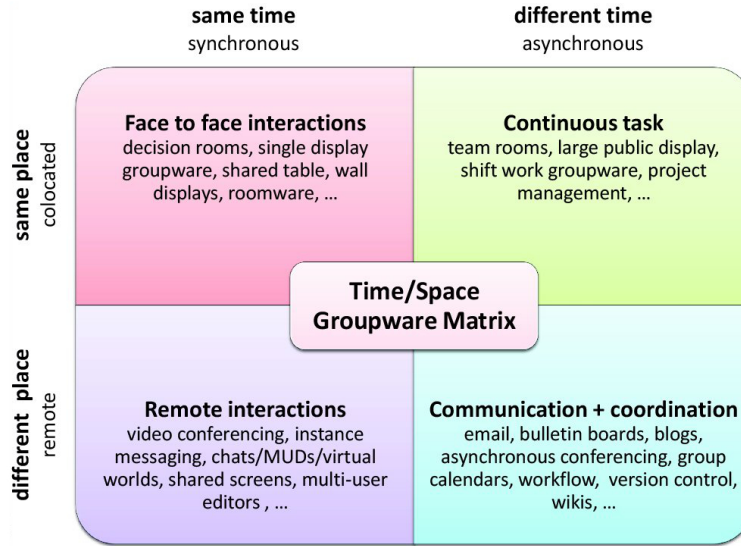 same time
synchronous
different time
asynchronous
same place
colocated
Face to face interactions
decision rooms, single display
groupware, shared table, wall
displays, roomware, ...
Continuous task
team rooms, large public display,
shift work groupware, project
management, ...
Time/Space
Groupware Matrix
different place
remote
Remote interactions
video conferencing, instance
messaging, chats/MUDs/virtual
worlds, shared screens, multi-user
editors , ...
Communication + coordination
email, bulletin boards, blogs,
asynchronous conferencing, group
calendars, workflow, version control,
wikis, ...